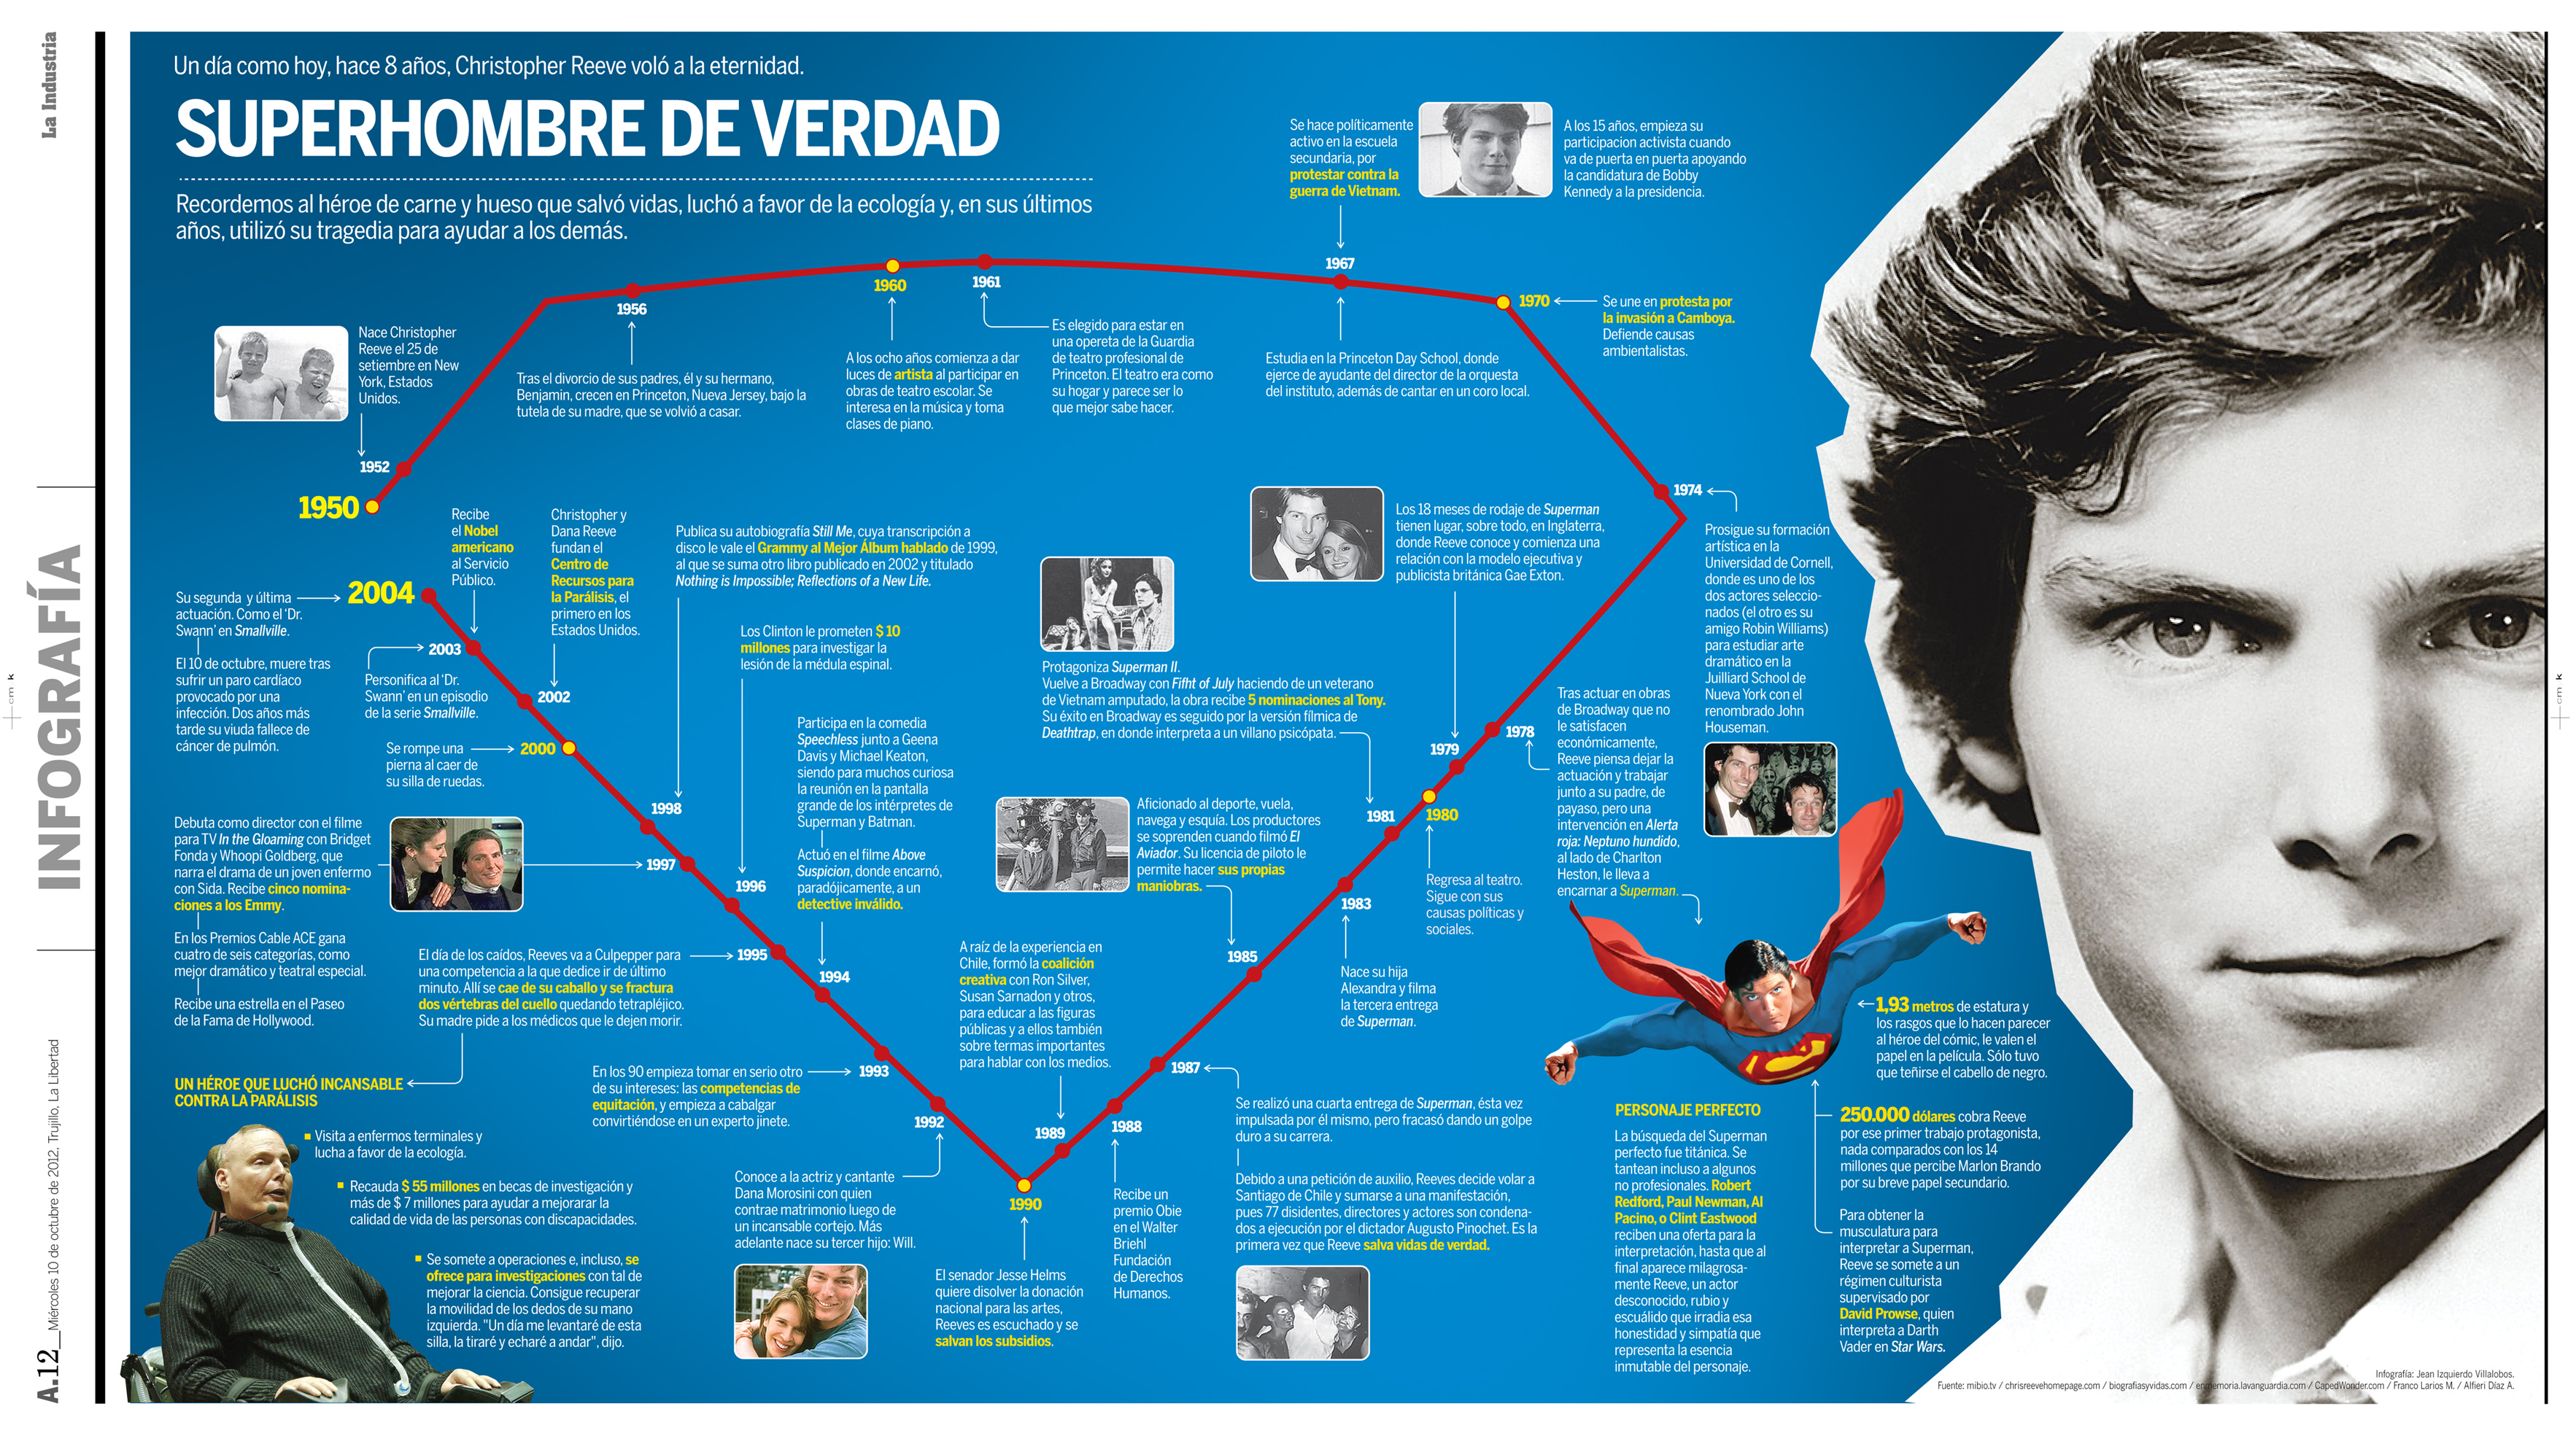 La Industria
INFOGRAFÍA
A.12__Miércoles 10 de octubre de 2012, Trujillo, La Libertad
cm k
cm k
Un día como hoy, hace 8 años, Christopher Reeve voló a la eternidad.
SUPERHOMBRE DE VERDAD
Recordemos al héroe de carne y hueso que salvó vidas, luchó a favor de la ecología y, en sus últimos
años, utilizó su tragedia para ayudar a los demás.
1950
Nace Christopher
Reeve el 25 de
setiembre en New
York, Estados
Unidos.
1952
1956
Tras el divorcio de sus padres, él y su hermano,
Benjamin, crecen en Princeton, Nueva Jersey, bajo la
tutela de su madre, que se volvió a casar.
1960
A los ocho años comienza a dar
luces de artista al participar en
obras de teatro escolar. Se
interesa en la música y toma
clases de piano.
1961
Es elegido para estar en
una opereta de la Guardia
de teatro profesional de
Princeton. El teatro era como
su hogar y parece ser lo
que mejor sabe hacer.
Se hace políticamente
activo en la escuela
secundaria, por
protestar contra la
guerra de Vietnam.
A los 15 años, empieza su
participacion activista cuando
va de puerta en puerta apoyando
la candidatura de Bobby
Kennedy a la presidencia.
1967
Estudia en la Princeton Day School, donde
ejerce de ayudante del director de la orquesta
del instituto, además de cantar en un coro local.
1970
Se une en protesta por
la invasión a Camboya.
Defiende causas
ambientalistas.
1974
Prosigue su formación
artística en la
Universidad de Cornell,
donde es uno de los
dos actores seleccio-
nados (el otro es su
amigo Robin Williams)
para estudiar arte
dramático en la
Juilliard School de
Nueva York con el
renombrado John
Houseman.
1978
Tras actuar en obras
de Broadway que no
le satisfacen
económicamente,
Reeve piensa dejar la
actuación y trabajar
junto a su padre, de
payaso, pero una
intervención en Alerta
roja: Neptuno hundido,
al lado de Charlton
Heston, le lleva a
encarnar a Superman.
Los 18 meses de rodaje de Superman
tienen lugar, sobre todo, en Inglaterra,
donde Reeve conoce y comienza una
relación con la modelo ejecutiva y
publicista británica Gae Exton.
1979
1980
Regresa al teatro.
Sigue con sus
causas políticas y
sociales.
Protagoniza Superman II.
Vuelve a Broadway con Fifht of July haciendo de un veterano
de Vietnam amputado, la obra recibe 5 nominaciones al Tony.
Su éxito en Broadway es seguido por la versión fílmica de
Deathtrap, en donde interpreta a un villano psicópata.
1981
1983
Nace su hija
Alexandra y filma
la tercera entrega
de Superman.
Aficionado al deporte, vuela,
navega y esquía. Los productores
se soprenden cuando filmó El
Aviador. Su licencia de piloto le
permite hacer sus propias
maniobras.
1985
1987
Se realizó una cuarta entrega de Superman, ésta vez
impulsada por él mismo, pero fracasó dando un golpe
duro a su carrera.
Debido a una petición de auxilio, Reeves decide volar a
Santiago de Chile y sumarse a una manifestación,
pues 77 disidentes, directores y actores son condena-
dos a ejecución por el dictador Augusto Pinochet. Es la
primera vez que Reeve salva vidas de verdad.
1988
Recibe un
premio Obie
en el Walter
Briehl
Fundación
de Derechos
Humanos.
A raíz de la experiencia en
Chile, formó la coalición
creativa con Ron Silver,
Susan Sarnadon y otros,
para educar a las figuras
públicas y a ellos también
sobre termas importantes
para hablar con los medios.
1989
1990
El senador Jesse Helms
quiere disolver la donación
nacional para las artes,
Reeves es escuchado y se
salvan los subsidios.
1992
Conoce a la actriz y cantante
Dana Morosini con quien
contrae matrimonio luego de
un incansable cortejo. Más
adelante nace su tercer hijo: Will.
1993
En los 90 empieza tomar en serio otro
de su intereses: las competencias de
equitación, y empieza a cabalgar
convirtiéndose en un experto jinete.
Participa en la comedia
Speechless junto a Geena
Davis y Michael Keaton,
siendo para muchos curiosa
la reunión en la pantalla
grande de los intérpretes de
Superman y Batman.
Actuó en el filme Above
Suspicion, donde encarnó,
paradójicamente, a un
detective inválido.
1994
1995
El día de los caídos, Reeves va a Culpepper para
una competencia a la que dedice ir de último
minuto. Allí se cae de su caballo y se fractura
dos vértebras del cuello quedando tetrapléjico.
Su madre pide a los médicos que le dejen morir.
Los Clinton le prometen $ 10
millones para investigar la
lesión de la médula espinal.
1996
1997
Debuta como director con el filme
para TV In the Gloaming con Bridget
Fonda y Whoopi Goldberg, que
narra el drama de un joven enfermo
con Sida. Recibe cinco nomina-
ciones a los Emmy.
En los Premios Cable ACE gana
cuatro de seis categorías, como
mejor dramático y teatral especial.
Recibe una estrella en el Paseo
de la Fama de Hollywood.
Publica su autobiografía Still Me, cuya transcripción a
disco le vale el Grammy al Mejor Álbum hablado de 1999,
al que se suma otro libro publicado en 2002 y titulado
Nothing is Impossible; Reflections of a New Life.
1998
2000
Se rompe una
pierna al caer de
su silla de ruedas.
Christopher y
Dana Reeve
fundan el
Centro de
Recursos para
la Parálisis, el
primero en los
Estados Unidos.
2002
Recibe
el Nobel
americano
al Servicio
Público.
2003
Personifica al ‘Dr.
Swann’ en un episodio
de la serie Smallville.
2004
Su segunda y última
actuación. Como el ‘Dr.
Swann’ en Smallville.
El 10 de octubre, muere tras
sufrir un paro cardíaco
provocado por una
infección. Dos años más
tarde su viuda fallece de
cáncer de pulmón.
UN HÉROE QUE LUCHÓ INCANSABLE
CONTRA LA PARÁLISIS
Visita a enfermos terminales y
lucha a favor de la ecología.
Recauda $ 55 millones en becas de investigación y
más de $ 7 millones para ayudar a mejorarar la
calidad de vida de las personas con discapacidades.
Se somete a operaciones e, incluso, se
ofrece para investigaciones con tal de
mejorar la ciencia. Consigue recuperar
la movilidad de los dedos de su mano
izquierda. "Un día me levantaré de esta
silla, la tiraré y echaré a andar", dijo.
PERSONAJE PERFECTO
La búsqueda del Superman
perfecto fue titánica. Se
tantean incluso a algunos
no profesionales. Robert
Redford, Paul Newman, Al
Pacino, o Clint Eastwood
reciben una oferta para la
interpretación, hasta que al
final aparece milagrosa-
mente Reeve, un actor
desconocido, rubio y
escuálido que irradia esa
honestidad y simpatía que
representa la esencia
inmutable del personaje.
1,93 metros de estatura y
los rasgos que lo hacen parecer
al héroe del cómic, le valen el
papel en la película. Sólo tuvo
que teñirse el cabello de negro.
250.000 dólares cobra Reeve
por ese primer trabajo protagonista,
nada comparados con los 14
millones que percibe Marlon Brando
por su breve papel secundario.
Para obtener la
musculatura para
interpretar a Superman,
Reeve se somete a un
régimen culturista
supervisado por
David Prowse, quien
interpreta a Darth
Vader en Star Wars.
Infografía: Jean Izquierdo Villalobos.
Fuente: mibio.tv / chrisreevehomepage.com / biografiasyvidas.com / enmemoria.lavanguardia.com / CapedWonder.com / Franco Larios M. / Alfieri Díaz A.